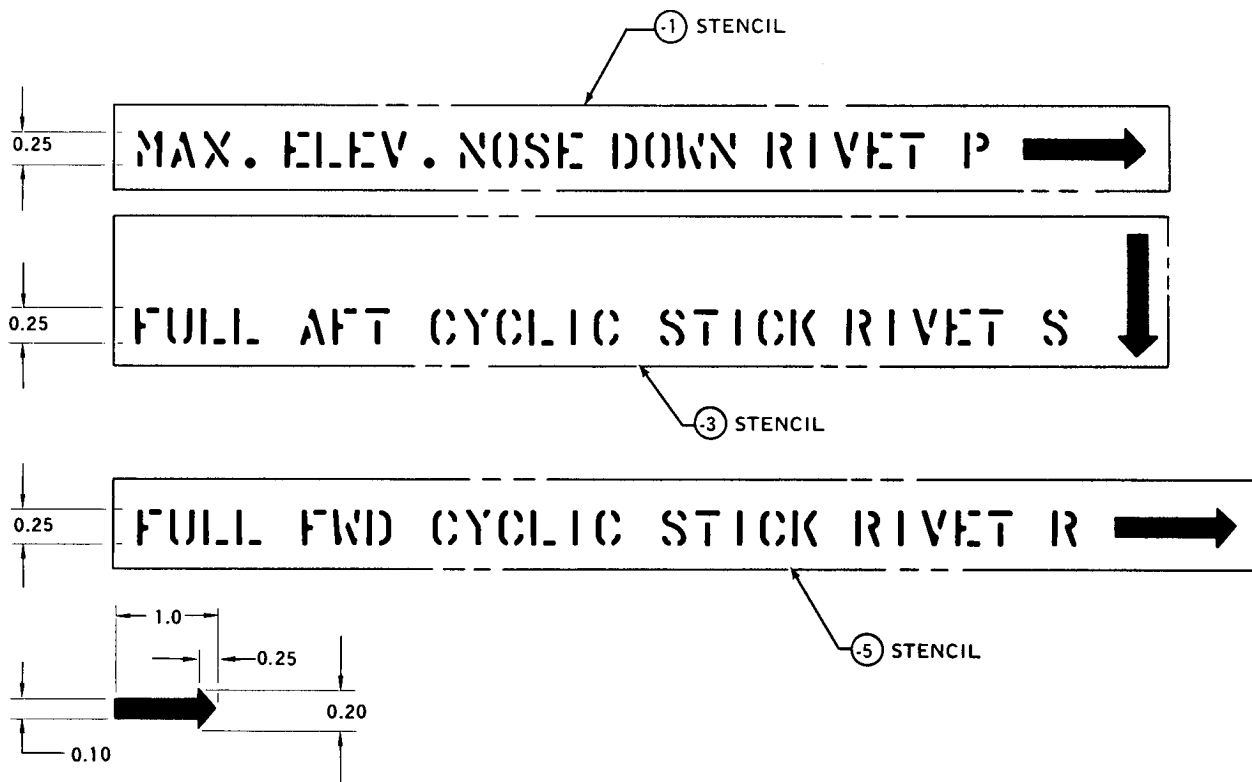 -1 STENCIL
0.25
MAX. ELEV. NOSE DOWN RIVET P
0.25
FULL AFT CYCLIC STICK RIVET S
-3 STENCIL
0.25
FULL FWD CYCLIC STICK RIVET R
1.0
-5 STENCIL
0.25
0.20
0.10